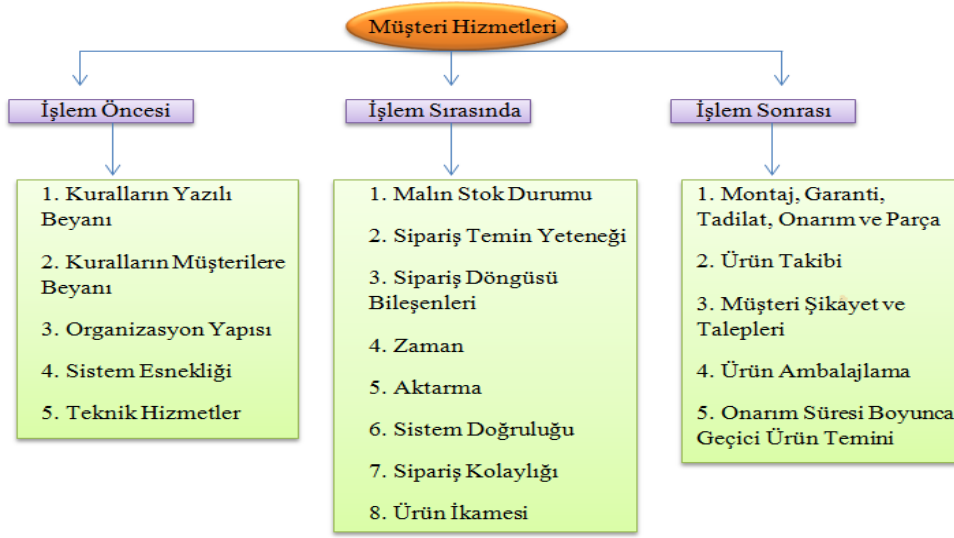 Müşteri Hizmetleri
İşlem Öncesi
1. Kuralların Yazılı
Beyanı
2. Kuralların Müşterilere
Beyanı
3. Organizasyon Yapısı
4. Sistem Esnekliği
5. Teknik Hizmetler
İşlem Sırasında
1. Malın Stok Durumu
2. Sipariş Temin Yeteneği
3. Sipariş Döngüsü
Bileşenleri
4. Zaman
5. Aktarma
6. Sistem Doğruluğu
7. Sipariş Kolaylığı
8. Ürün İkamesi
İşlem Sonrası
1. Montaj, Garanti,
Tadilat, Onarım ve Parça
2. Ürün Takibi
3. Müşteri Şikayet ve
Talepleri
4. Ürün Ambalajlama
5. Onarım Süresi Boyunca
Geçici Ürün Temini